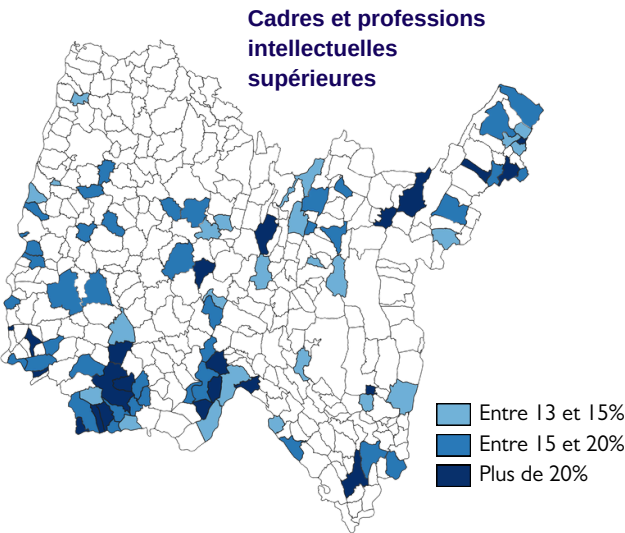 Cadres et professions
intellectuelles
supérieures
Entre 13 et 15%
Entre 15 et 20%
Plus de 20%